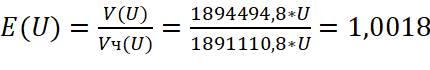 E(U) = V(U)/Vч(U) = 1894494,8*U/1891110,8*U = 1,0018